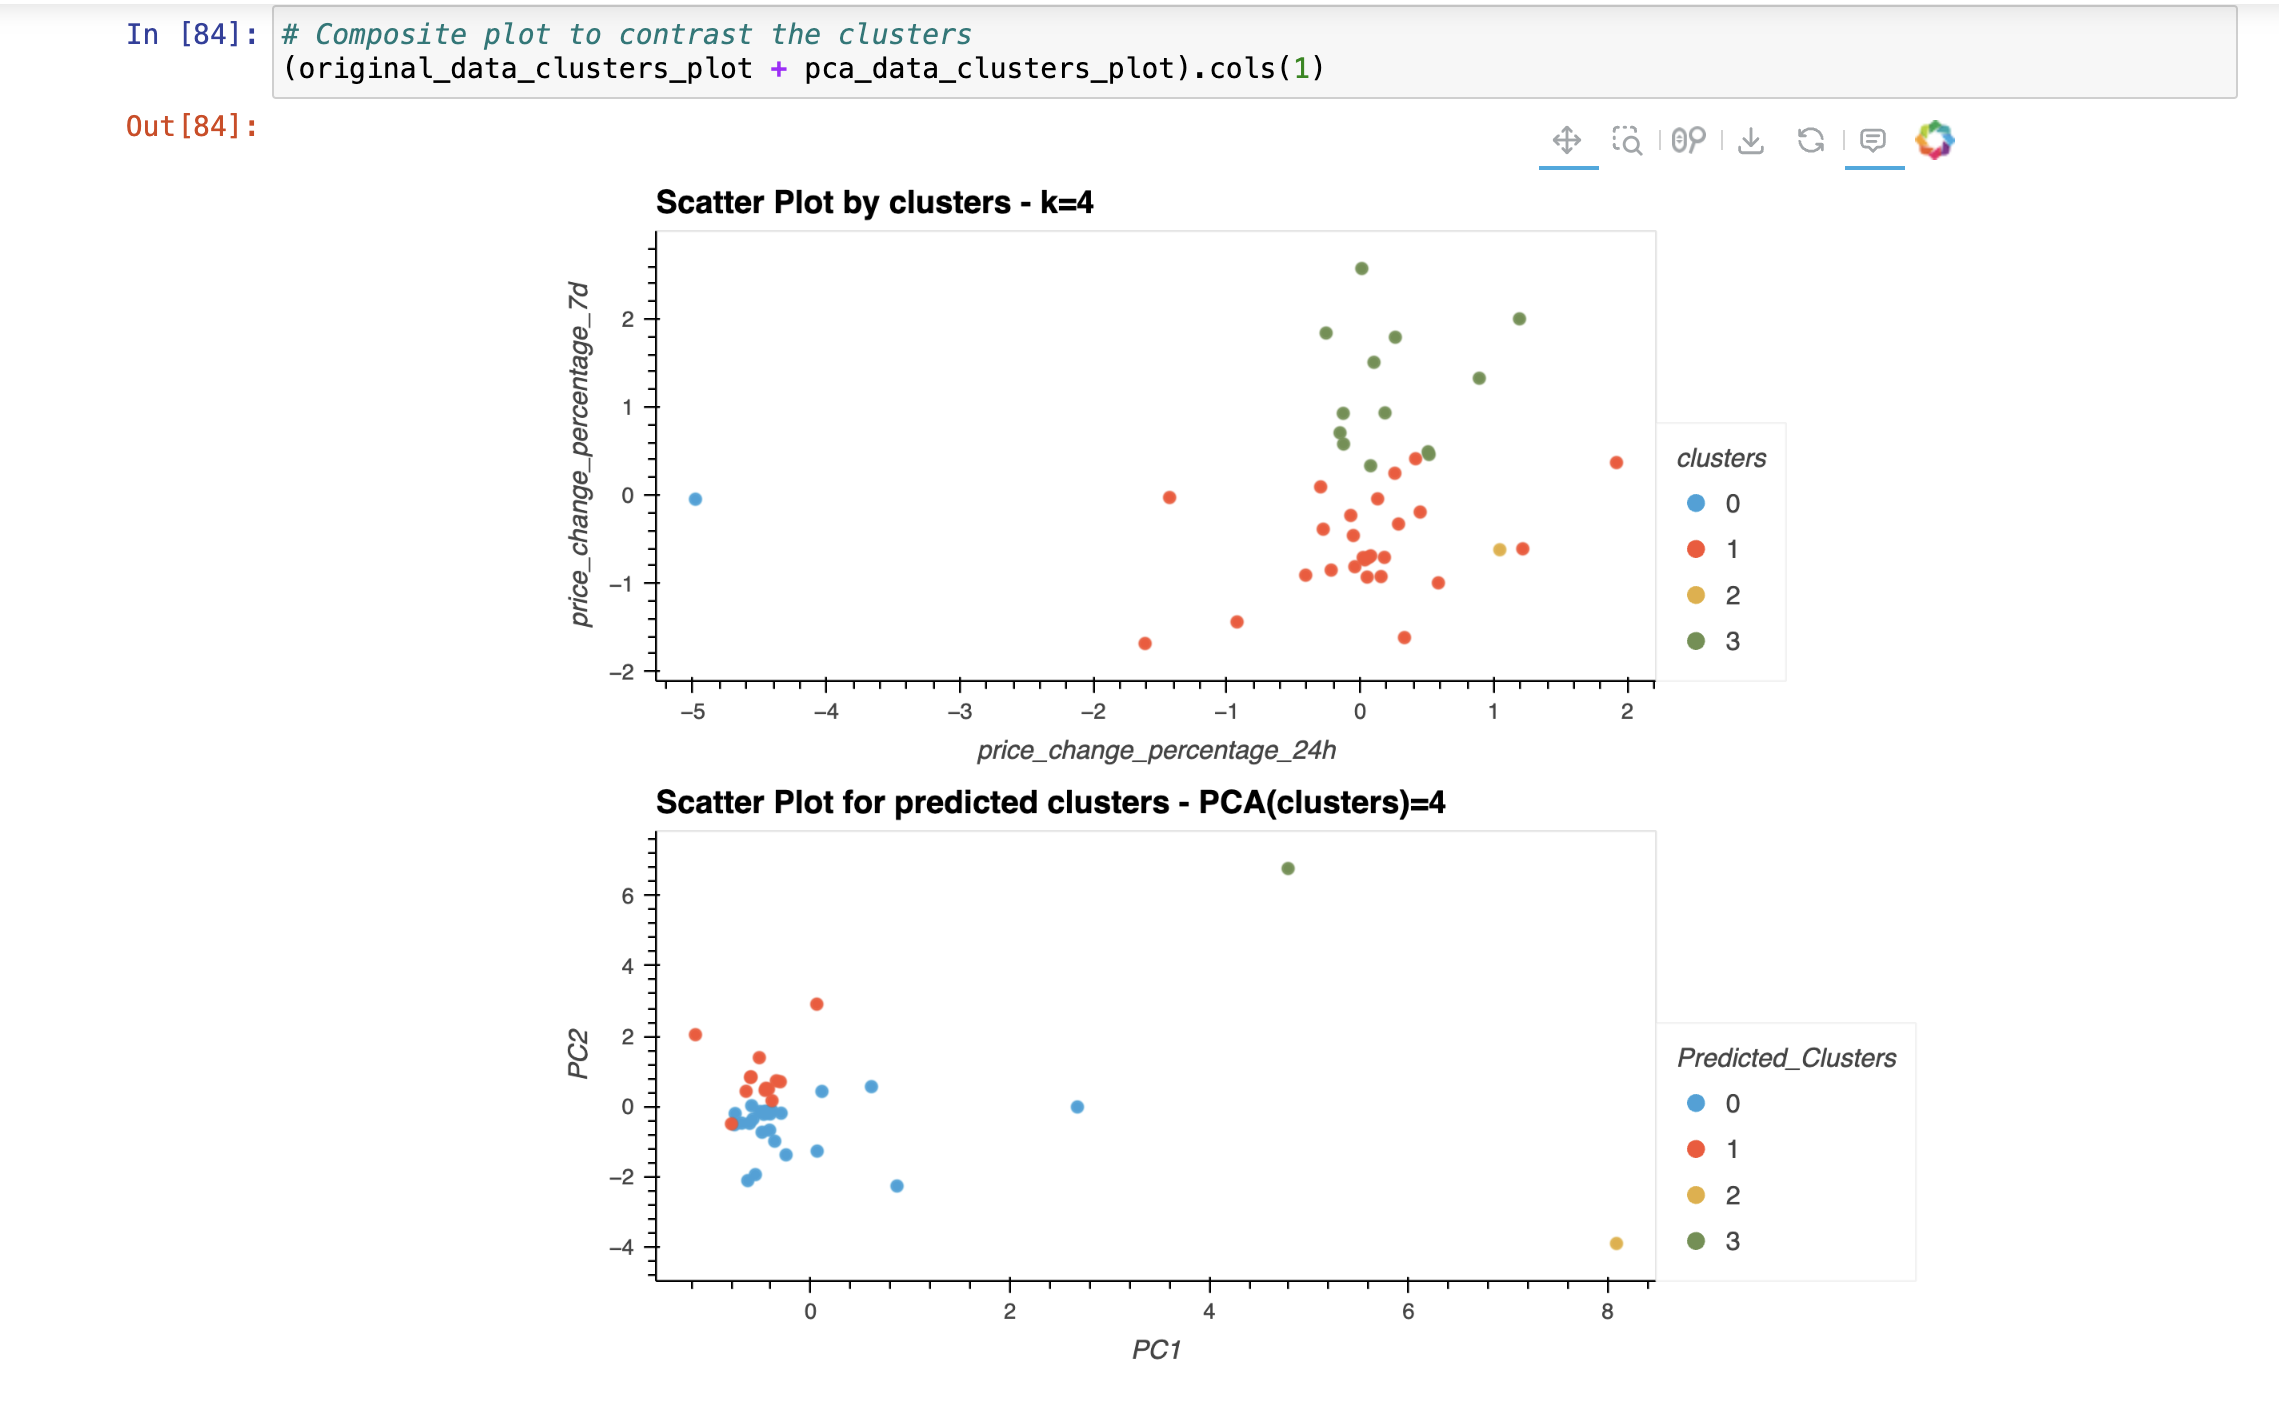 In [84]: # Composite plot to contrast the clusters
(original_data_clusters_plot + pca_data_clusters_plot).cols(1)
Out[84]:
Scatter Plot by clusters - k=4
price_change_percentage_7d
2
1
0
−1
−2
−5 −4 −3 −2 −1 0 1 2
price_change_percentage_24h
clusters
0
1
2
3
Scatter Plot for predicted clusters - PCA(clusters)=4
PC2
6
4
2
0
−2
−4
0 2 4 6 8
PC1
Predicted_Clusters
0
1
2
3